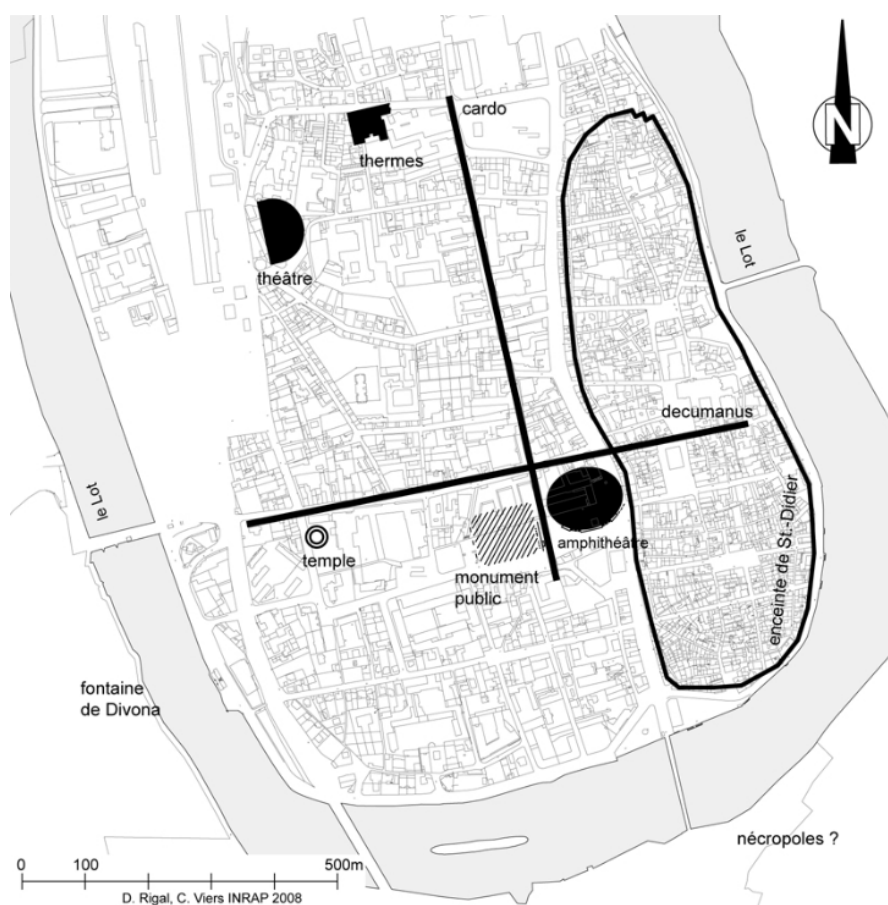 cardo
N
thermes
le Lot
théâtre
decumanus
le Lot
temple
amphithéâtre
monument
public
enceinte de St.-Didier
fontaine
de Divona
nécropoles ?
0 100 500m
D. Rigal, C. Viers INRAP 2008